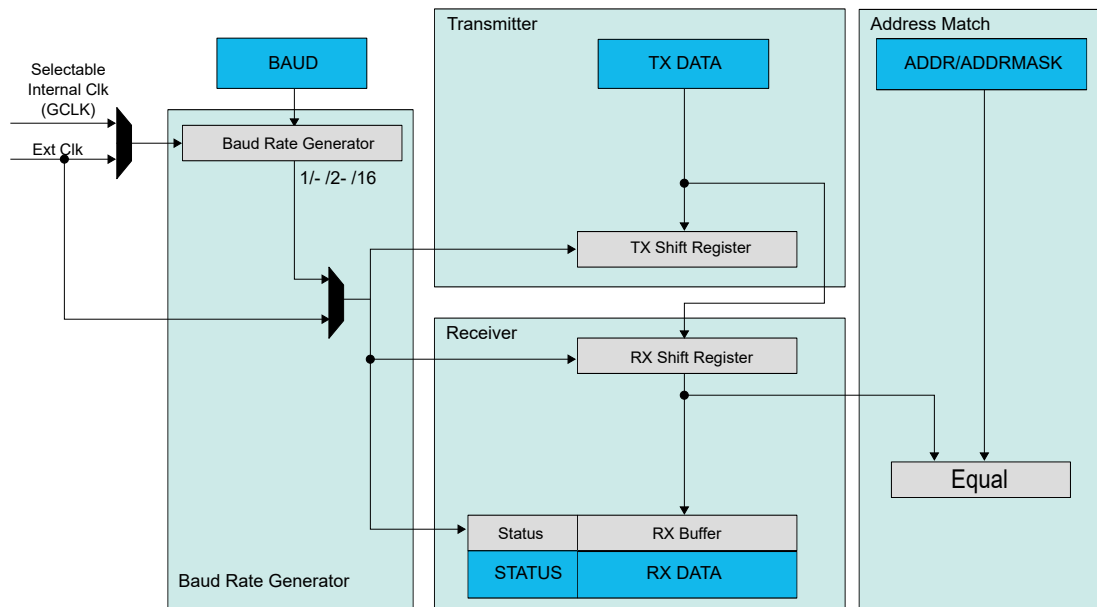 Transmitter
Address Match
BAUD
TX DATA
ADDR/ADDRMASK
Selectable
Internal Clk
(GCLK)
Ext Clk
Baud Rate Generator
1/- /2- /16
TX Shift Register
Receiver
RX Shift Register
Equal
Status
RX Buffer
STATUS
RX DATA
Baud Rate Generator